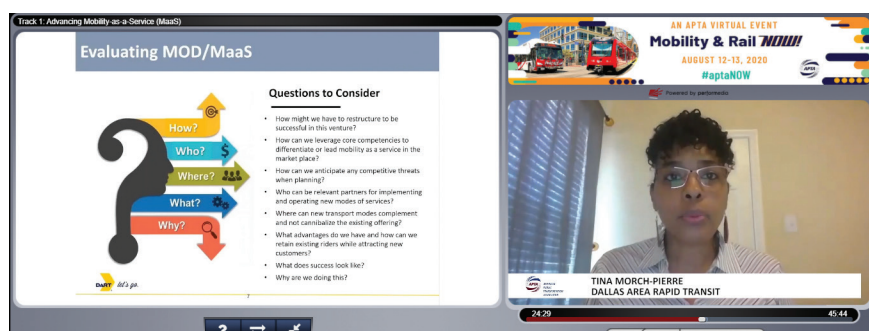 Track 1: Advancing Mobility-as-a-Service (MaaS)
Evaluating MOD/MaaS
How?
Who?
Where?
What?
Why?
$
Questions to Consider
• How might we have to restructure to be
successful in this venture?
• How can we leverage core competencies to
differentiate or lead mobility as a service in the
market place?
• How can we anticipate any competitive threats
when planning?
• Who can be relevant partners for implementing
and operating new modes of services?
• Where can new transport modes complement
and not cannibalize the existing offering?
• What advantages do we have and how can we
retain existing riders while attracting new
customers?
• What does success look like?
• Why are we doing this?
DART let's go.
7
?
AN APTA VIRTUAL EVENT
Mobility & Rail NOW!
AUGUST 12-13, 2020
#aptaNOW
APTA
Powered by
APTA
TINA MORCH-PIERRE
DALLAS AREA RAPID TRANSIT
24:29
45:44